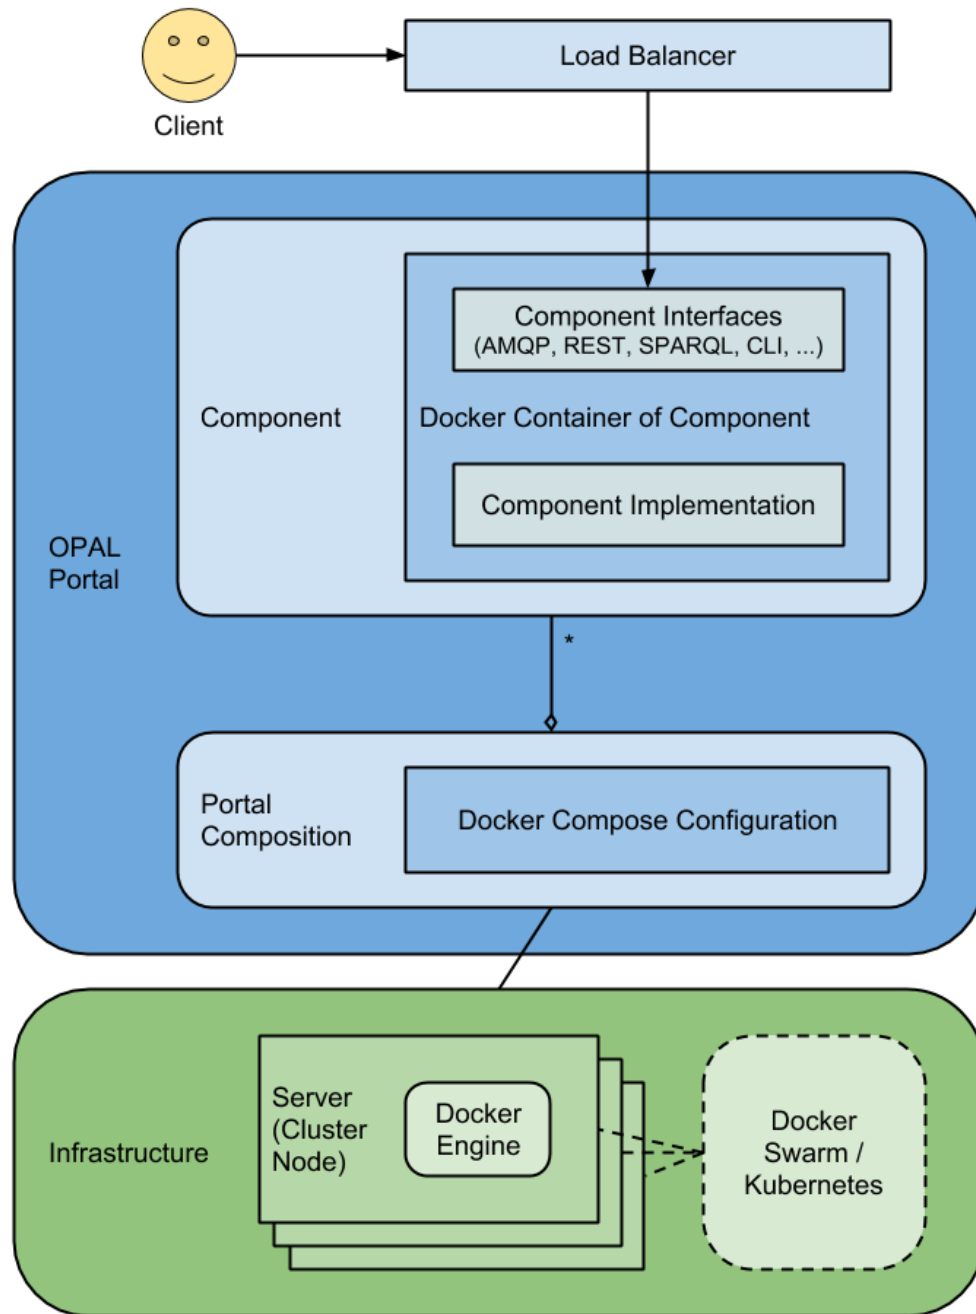 Load Balancer
Client
Component Interfaces
(AMQP, REST, SPARQL, CLI, ...)
Component
Docker Container of Component
Component Implementation
OPAL
Portal
*
Portal
Composition
Docker Compose Configuration
Infrastructure
Server
(Cluster
Node)
Docker
Engine
Docker
Swarm /
Kubernetes